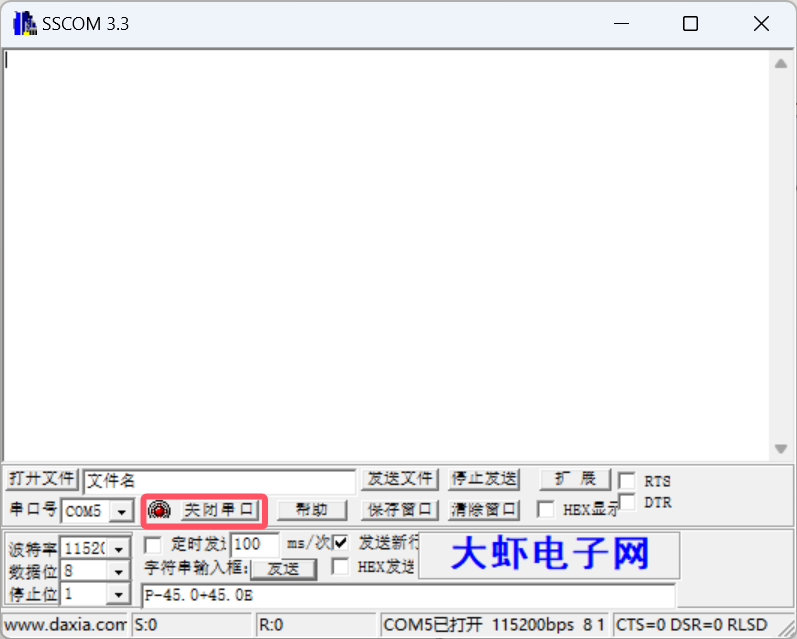 SSCOM 3.3
打开文件 文件名 发送文件 停止发送 扩 展 RTS
串口号 COM5 关闭串口 帮助 保存窗口 清除窗口 HEX显示 DTR
波特率 11520 定时发送 100 ms/次 发送新行 大虾电子网
数据位 8 字符串输入框: 发送 HEX发送
停止位 1 P-45.0+45.0E
www.daxia.com S:0 R:0 COM5已打开 115200bps 8 1 CTS=0 DSR=0 RLSD